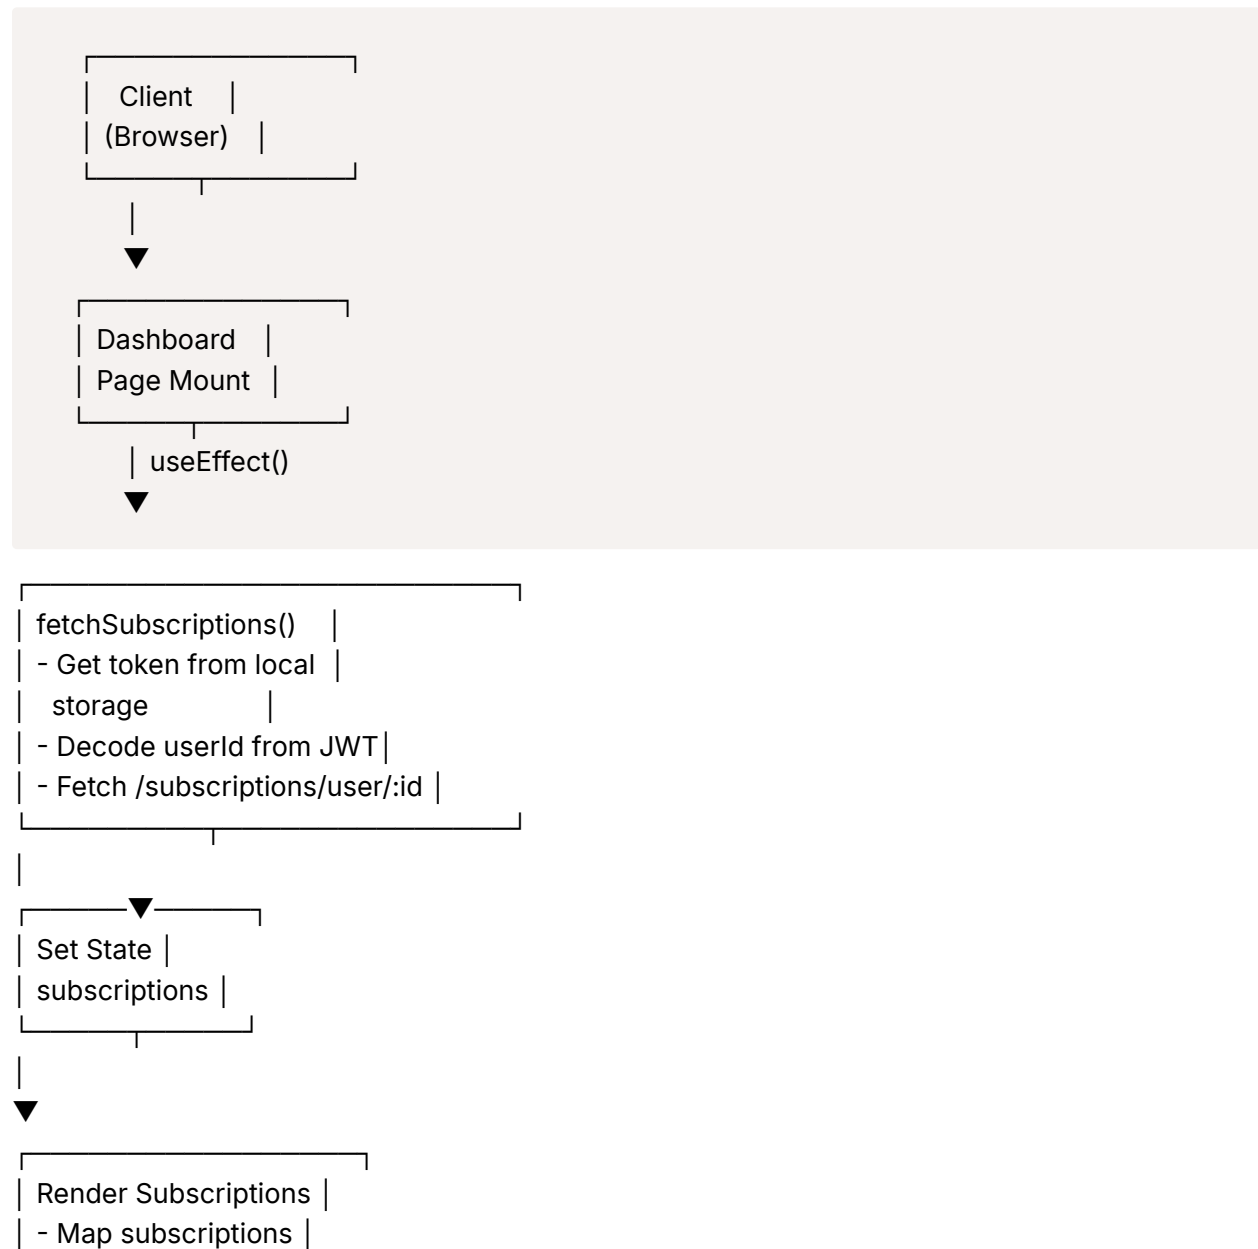 ┌─────────────┐
│ Client │
│ (Browser) │
└─────┬───────┘
│
▼
┌─────────────┐
│ Dashboard │
│ Page Mount │
└─────┬───────┘
│ useEffect()
▼
┌─────────────────────────┐
│ fetchSubscriptions() │
│ - Get token from local │
│ storage │
│ - Decode userId from JWT│
│ - Fetch /subscriptions/user/:id │
└─────────┬───────────────┘
│
┌─────▼─────┐
│ Set State │
│ subscriptions │
└─────┬─────┘
│
▼
┌─────────────────┐
│ Render Subscriptions │
│ - Map subscriptions │